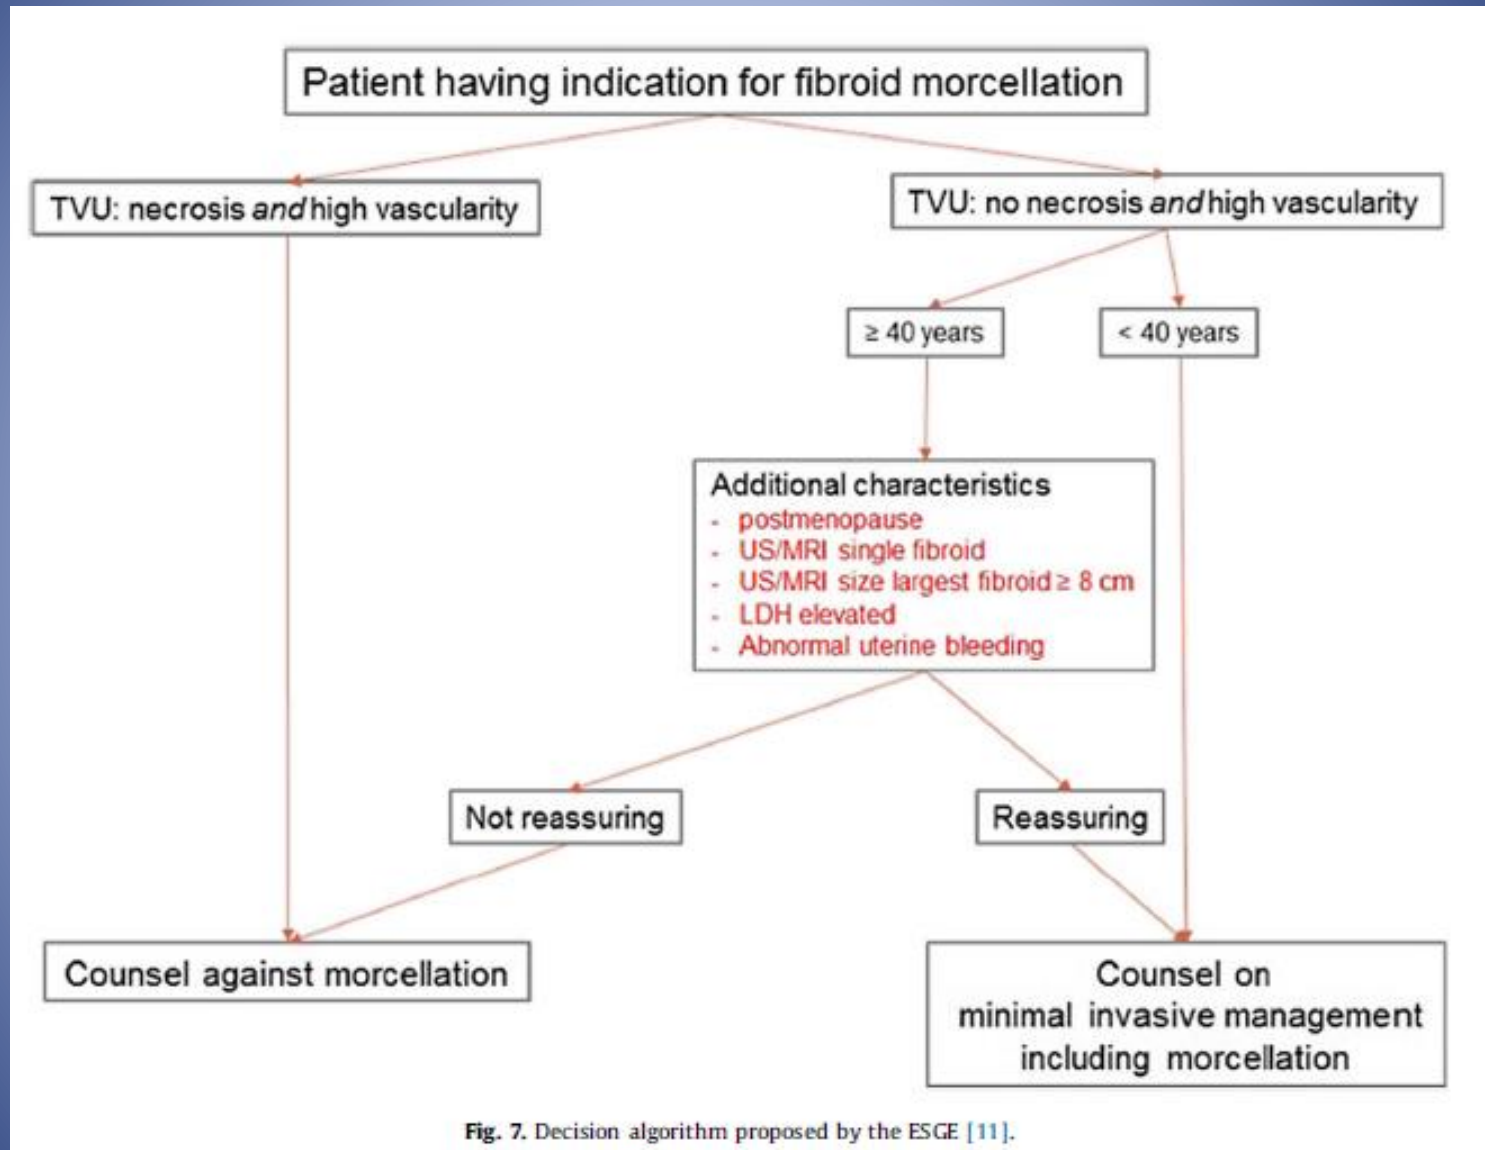 Patient having indication for fibroid morcellation
TVU: necrosis and high vascularity
TVU: no necrosis and high vascularity
≥ 40 years
< 40 years
Additional characteristics
- postmenopause
- US/MRI single fibroid
- US/MRI size largest fibroid ≥ 8 cm
- LDH elevated
- Abnormal uterine bleeding
Not reassuring
Reassuring
Counsel against morcellation
Counsel on
minimal invasive management
including morcellation
Fig. 7. Decision algorithm proposed by the ESGE [11].